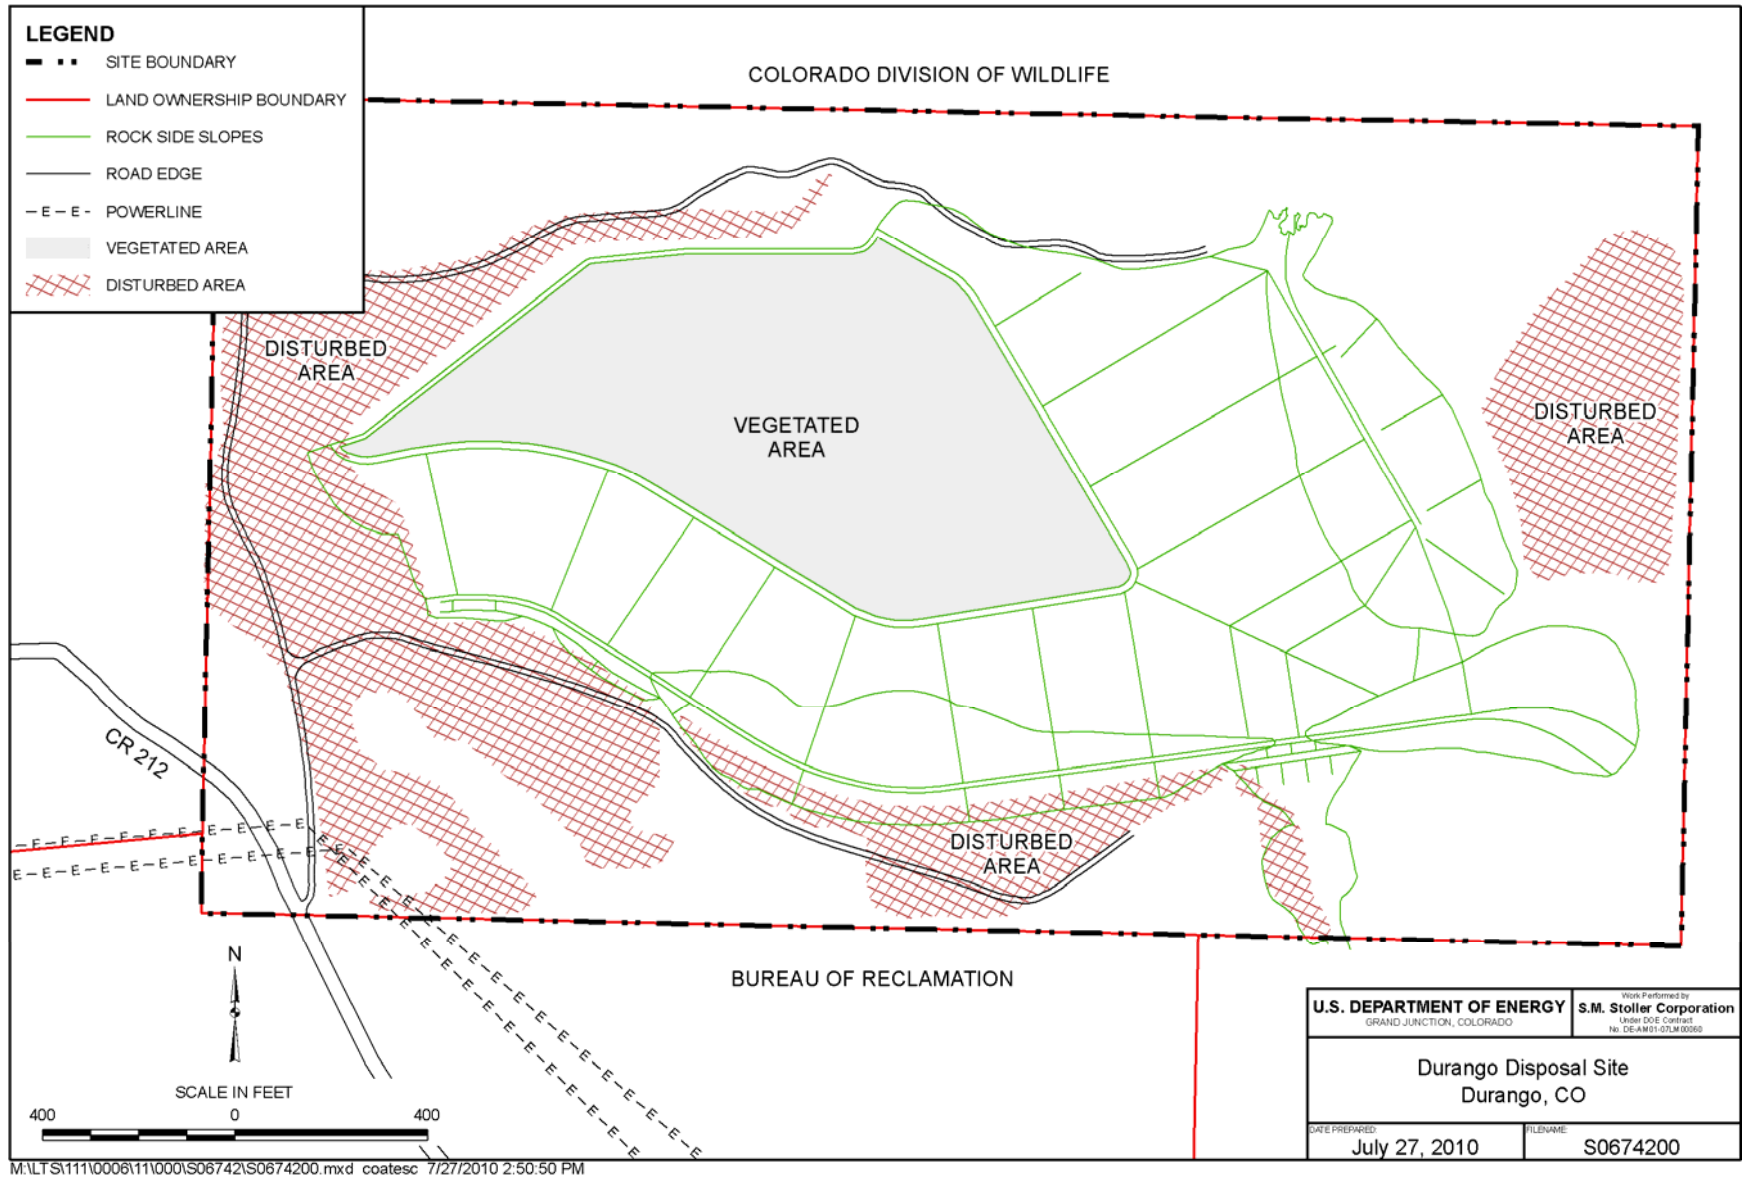 LEGEND
SITE BOUNDARY
LAND OWNERSHIP BOUNDARY
ROCK SIDE SLOPES
ROAD EDGE
– E – E - POWERLINE
VEGETATED AREA
DISTURBED AREA
COLORADO DIVISION OF WILDLIFE
DISTURBED
AREA
VEGETATED
AREA
DISTURBED
AREA
CR 212
DISTURBED
AREA
BUREAU OF RECLAMATION
N
SCALE IN FEET
400 0 400
U.S. DEPARTMENT OF ENERGY
GRAND JUNCTION, COLORADO
Work Performed by
S.M. Stoller Corporation
Under DOE Contract
No. DE-AM01-07LM00060
Durango Disposal Site
Durango, CO
DATE PREPARED:
July 27, 2010
FILENAME:
S0674200
M:\LTS\111\0006\11\000\S06742\S0674200.mxd coatesc 7/27/2010 2:50:50 PM